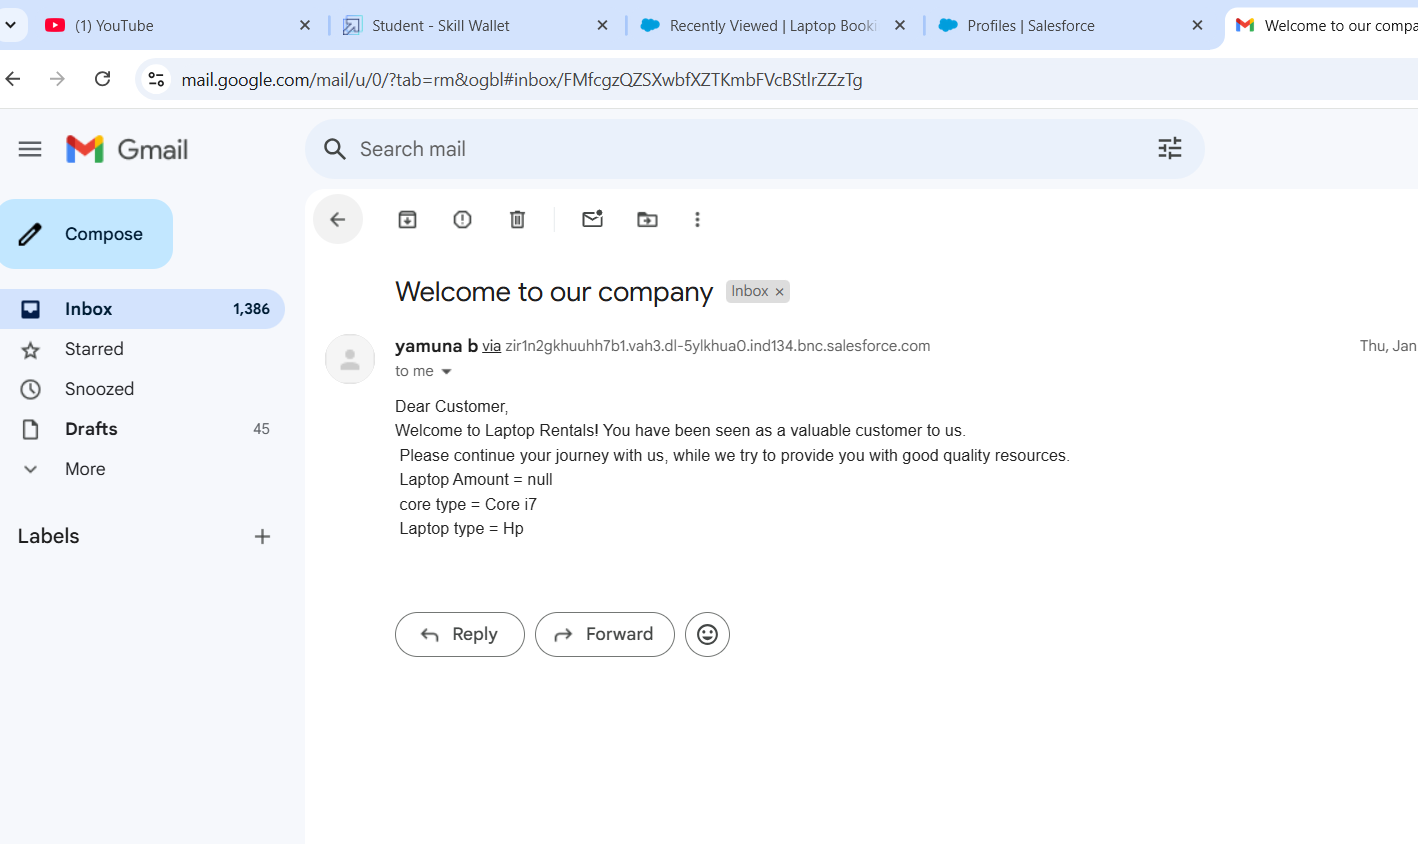 (1) YouTube
Student - Skill Wallet
Recently Viewed | Laptop Booki
Profiles | Salesforce
Welcome to our compa
mail.google.com/mail/u/0/?tab=rm&ogbl#inbox/FMfcgzQZSXwbfXZTKmbFVcBStlrZZzTg
Gmail
Search mail
Compose
Inbox 1,386
Starred
Snoozed
Drafts 45
More
Labels
Welcome to our company Inbox ×
yamuna b via zir1n2gkhuuhh7b1.vah3.dl-5ylkhua0.ind134.bnc.salesforce.com Thu, Jan
to me
Dear Customer,
Welcome to Laptop Rentals! You have been seen as a valuable customer to us.
Please continue your journey with us, while we try to provide you with good quality resources.
Laptop Amount = null
core type = Core i7
Laptop type = Hp
Reply
Forward